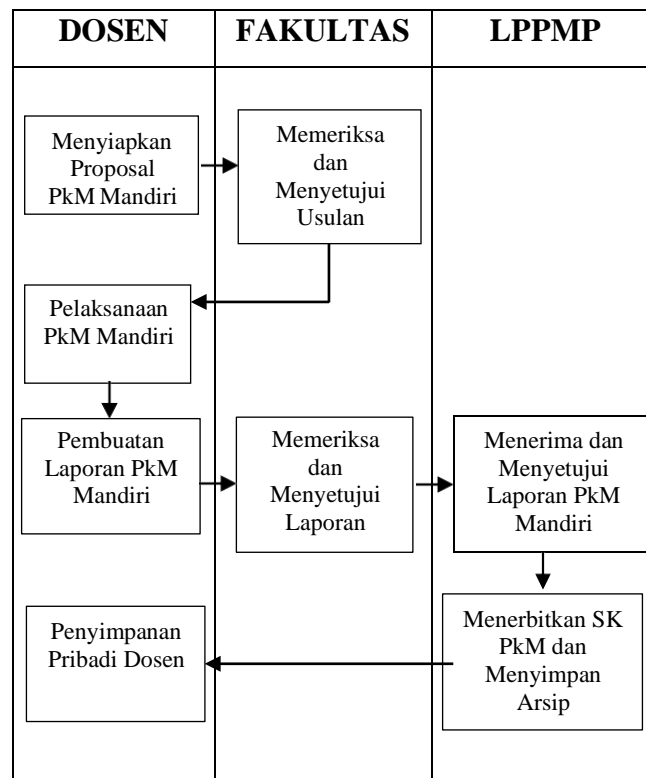 DOSEN
FAKULTAS
LPPMP
Menyiapkan
Proposal
PkM Mandiri
Memeriksa
dan
Menyetujui
Usulan
Pelaksanaan
PkM Mandiri
Pembuatan
Laporan PkM
Mandiri
Memeriksa
dan
Menyetujui
Laporan
Menerima dan
Menyetujui
Laporan PkM
Mandiri
Menerbitkan SK
PkM dan
Menyimpan
Arsip
Penyimpanan
Pribadi Dosen